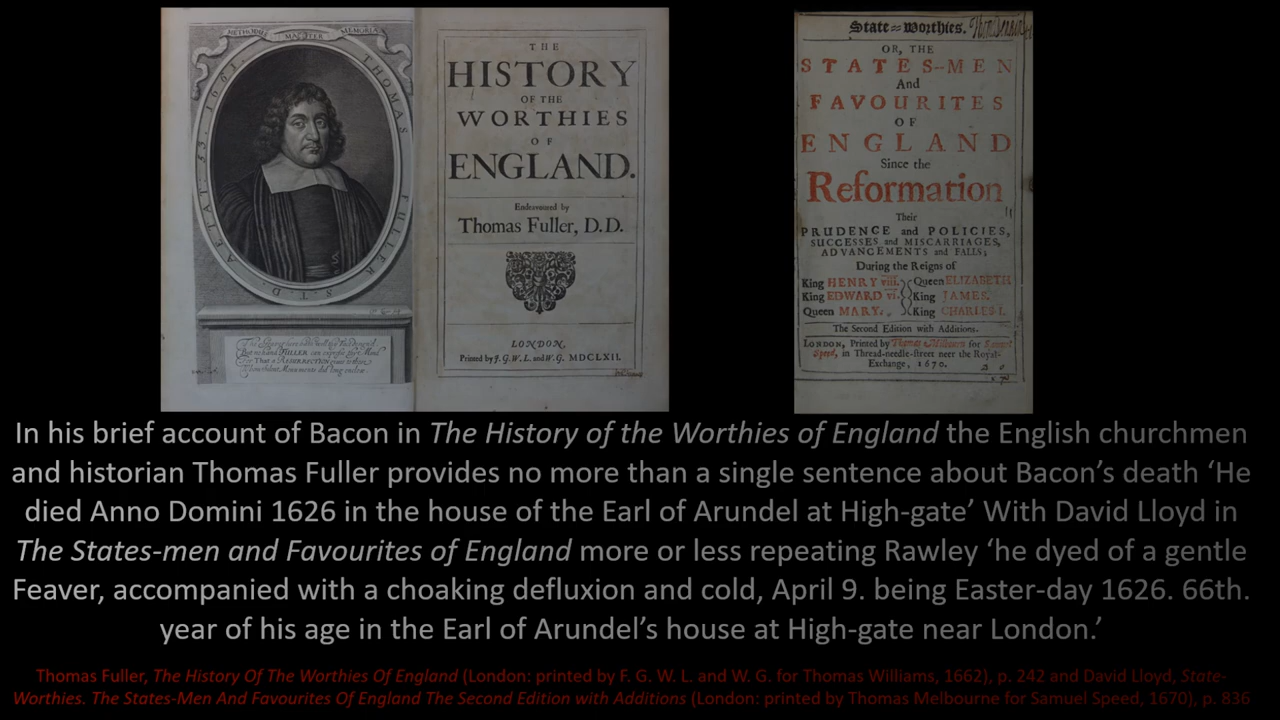 METHODUS MATER MEMORIÆ
THOMAS FULLER
S. T. D.
ÆTAT. 53. 1661.
THE
HISTORY
OF THE
WORTHIES
OF
ENGLAND.
Endeavoured by
Thomas Fuller, D.D.
LONDON,
Printed by J. G. W. L. and W. G. MDCLXII.
State-worthies.
OR, THE
STATES-MEN
And
FAVOURITES
OF
ENGLAND
Since the
Reformation
Their
PRUDENCE and POLICIES,
SUCCESSES and MISCARRIAGES,
ADVANCEMENTS and FALLS;
During the Reigns of
King HENRY viii. Queen ELIZABETH.
King EDWARD vi. King JAMES.
Queen MARY. King CHARLES I.
The Second Edition with Additions.
LONDON, Printed by Thomas Milbourn for Samuel
Speed, in Thread-needle-street neer the Royal-
Exchange, 1670.
In his brief account of Bacon in The History of the Worthies of England the English churchmen
and historian Thomas Fuller provides no more than a single sentence about Bacon’s death ‘He
died Anno Domini 1626 in the house of the Earl of Arundel at High-gate’ With David Lloyd in
The States-men and Favourites of England more or less repeating Rawley ‘he dyed of a gentle
Feaver, accompanied with a choaking defluxion and cold, April 9. being Easter-day 1626. 66th.
year of his age in the Earl of Arundel’s house at High-gate near London.’
Thomas Fuller, The History Of The Worthies Of England (London: printed by F. G. W. L. and W. G. for Thomas Williams, 1662), p. 242 and David Lloyd, State-
Worthies. The States-Men And Favourites Of England The Second Edition with Additions (London: printed by Thomas Melbourne for Samuel Speed, 1670), p. 836